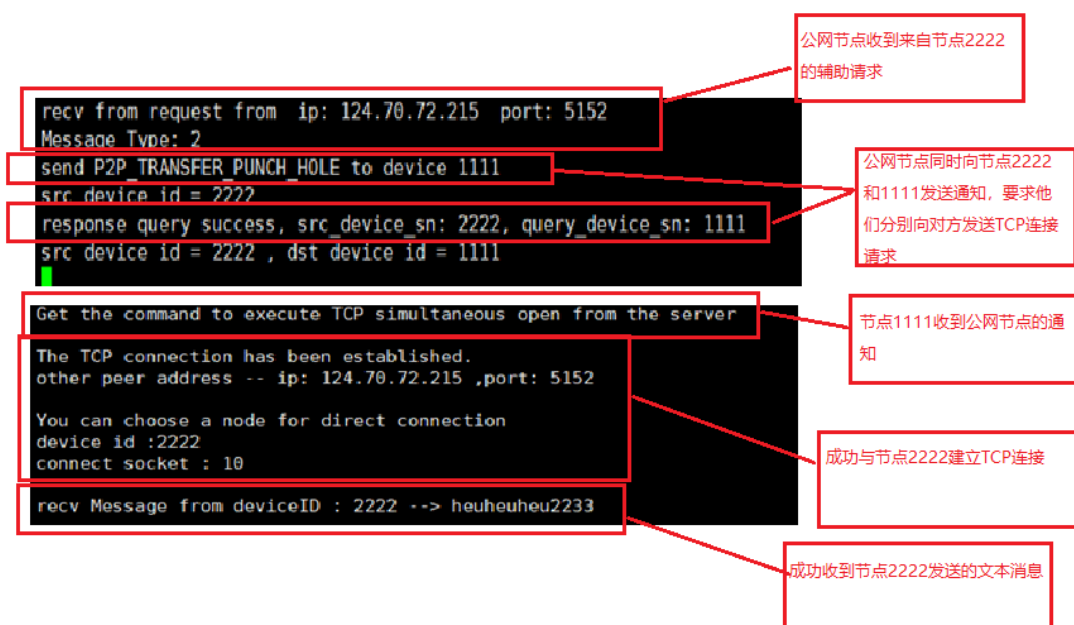 公网节点收到来自节点2222
的辅助请求
recv from request from ip: 124.70.72.215 port: 5152
Message Type: 2
send P2P_TRANSFER_PUNCH_HOLE to device 1111
src device id = 2222
response query success, src_device_sn: 2222, query_device_sn: 1111
src device id = 2222 , dst device id = 1111
公网节点同时向节点2222
和1111发送通知，要求他
们分别向对方发送TCP连接
请求
Get the command to execute TCP simultaneous open from the server
节点1111收到公网节点的通
知
The TCP connection has been established.
other peer address -- ip: 124.70.72.215 ,port: 5152
You can choose a node for direct connection
device id :2222
connect socket : 10
成功与节点2222建立TCP连接
recv Message from deviceID : 2222 --> heuheuheu2233
成功收到节点2222发送的文本消息